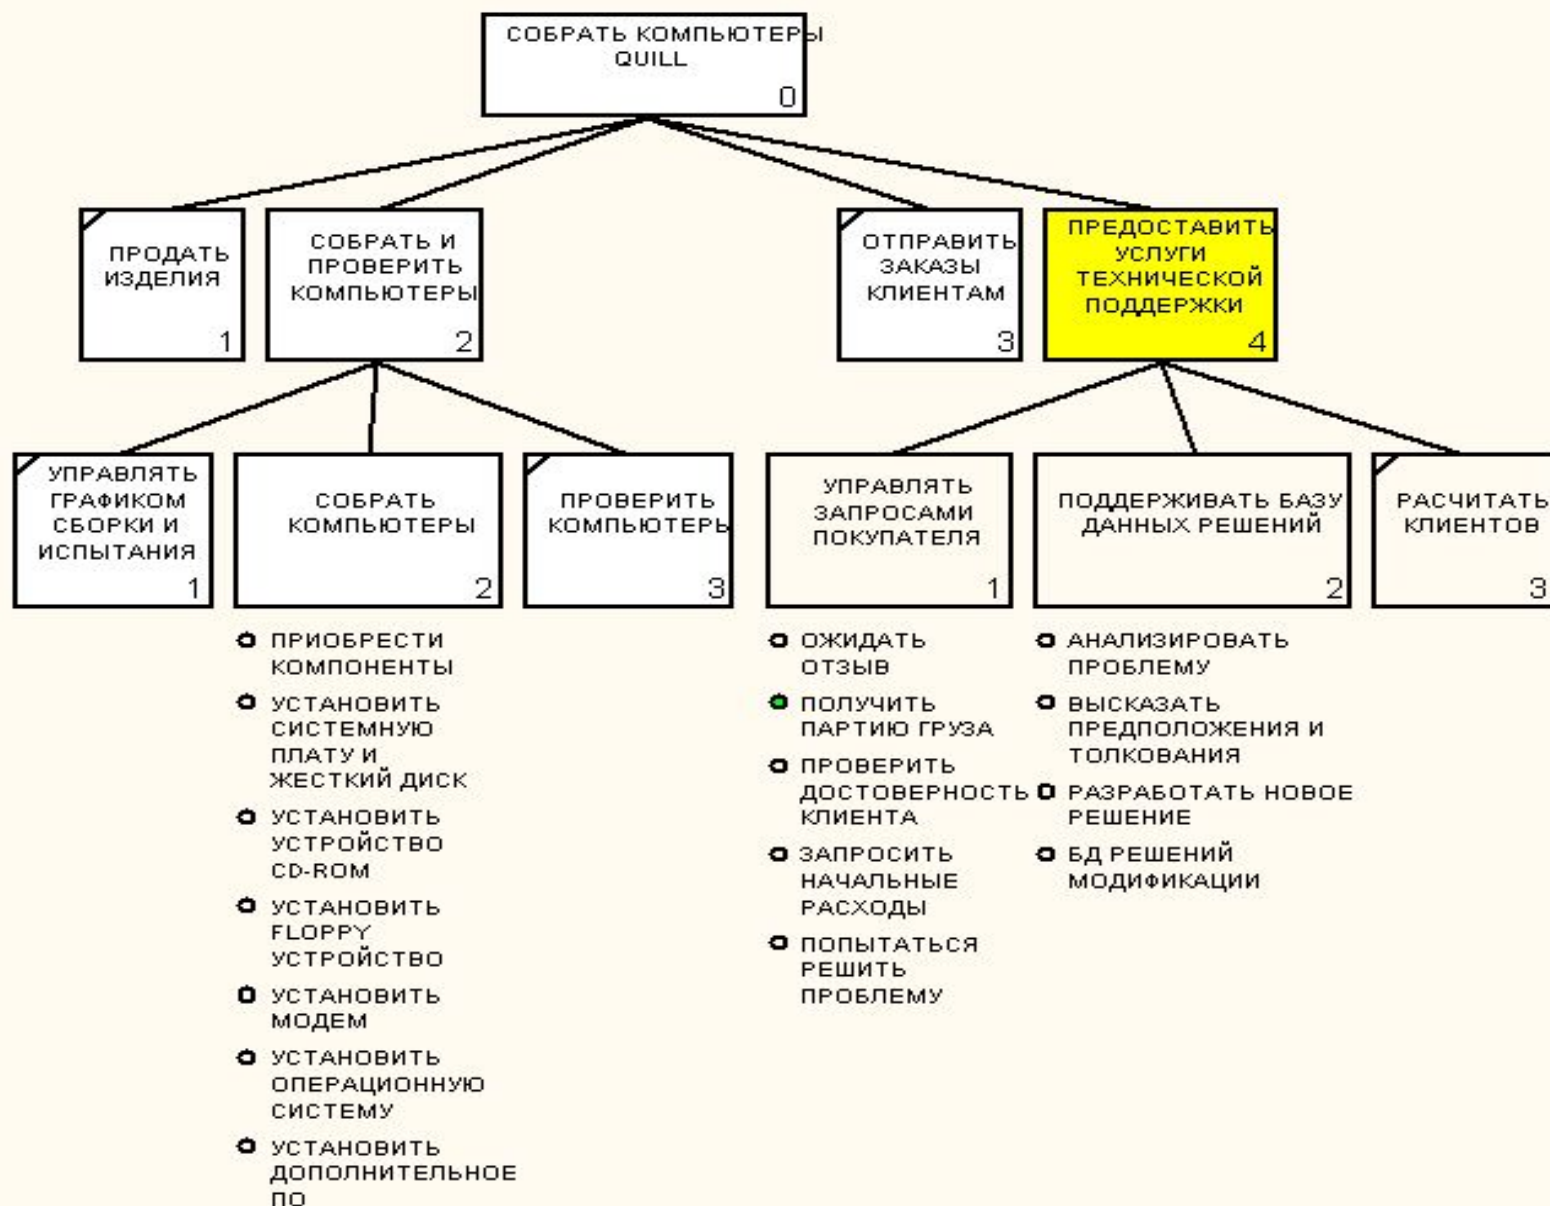 СОБРАТЬ КОМПЬЮТЕРЫ
QUILL
0
ПРОДАТЬ
ИЗДЕЛИЯ
1
СОБРАТЬ И
ПРОВЕРИТЬ
КОМПЬЮТЕРЫ
2
ОТПРАВИТЬ
ЗАКАЗЫ
КЛИЕНТАМ
3
ПРЕДОСТАВИТЬ
УСЛУГИ
ТЕХНИЧЕСКОЙ
ПОДДЕРЖКИ
4
УПРАВЛЯТЬ
ГРАФИКОМ
СБОРКИ И
ИСПЫТАНИЯ
1
СОБРАТЬ
КОМПЬЮТЕРЫ
2
ПРОВЕРИТЬ
КОМПЬЮТЕРЫ
3
УПРАВЛЯТЬ
ЗАПРОСАМИ
ПОКУПАТЕЛЯ
1
ПОДДЕРЖИВАТЬ БАЗУ
ДАННЫХ РЕШЕНИЙ
2
РАСЧИТАТЬ
КЛИЕНТОВ
3
ПРИОБРЕСТИ
КОМПОНЕНТЫ
УСТАНОВИТЬ
СИСТЕМНУЮ
ПЛАТУ И
ЖЕСТКИЙ ДИСК
УСТАНОВИТЬ
УСТРОЙСТВО
CD-ROM
УСТАНОВИТЬ
FLOPPY
УСТРОЙСТВО
УСТАНОВИТЬ
МОДЕМ
УСТАНОВИТЬ
ОПЕРАЦИОННУЮ
СИСТЕМУ
УСТАНОВИТЬ
ДОПОЛНИТЕЛЬНОЕ
ПО
ОЖИДАТЬ
ОТЗЫВ
ПОЛУЧИТЬ
ПАРТИЮ ГРУЗА
ПРОВЕРИТЬ
ДОСТОВЕРНОСТЬ
КЛИЕНТА
ЗАПРОСИТЬ
НАЧАЛЬНЫЕ
РАСХОДЫ
ПОПЫТАТЬСЯ
РЕШИТЬ
ПРОБЛЕМУ
АНАЛИЗИРОВАТЬ
ПРОБЛЕМУ
ВЫСКАЗАТЬ
ПРЕДПОЛОЖЕНИЯ И
ТОЛКОВАНИЯ
РАЗРАБОТАТЬ НОВОЕ
РЕШЕНИЕ
БД РЕШЕНИЙ
МОДИФИКАЦИИ